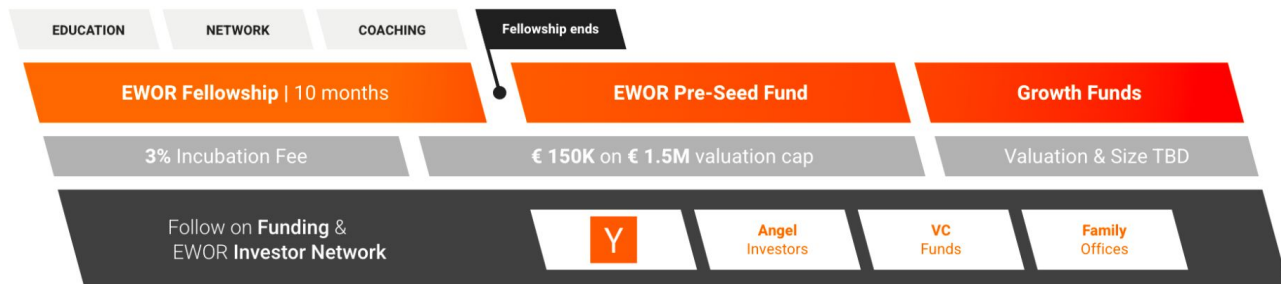 EDUCATION
NETWORK
COACHING
Fellowship ends
EWOR Fellowship | 10 months
EWOR Pre-Seed Fund
Growth Funds
3% Incubation Fee
€ 150K on € 1.5M valuation cap
Valuation & Size TBD
Follow on Funding &
EWOR Investor Network
Y
Angel
Investors
VC
Funds
Family
Offices